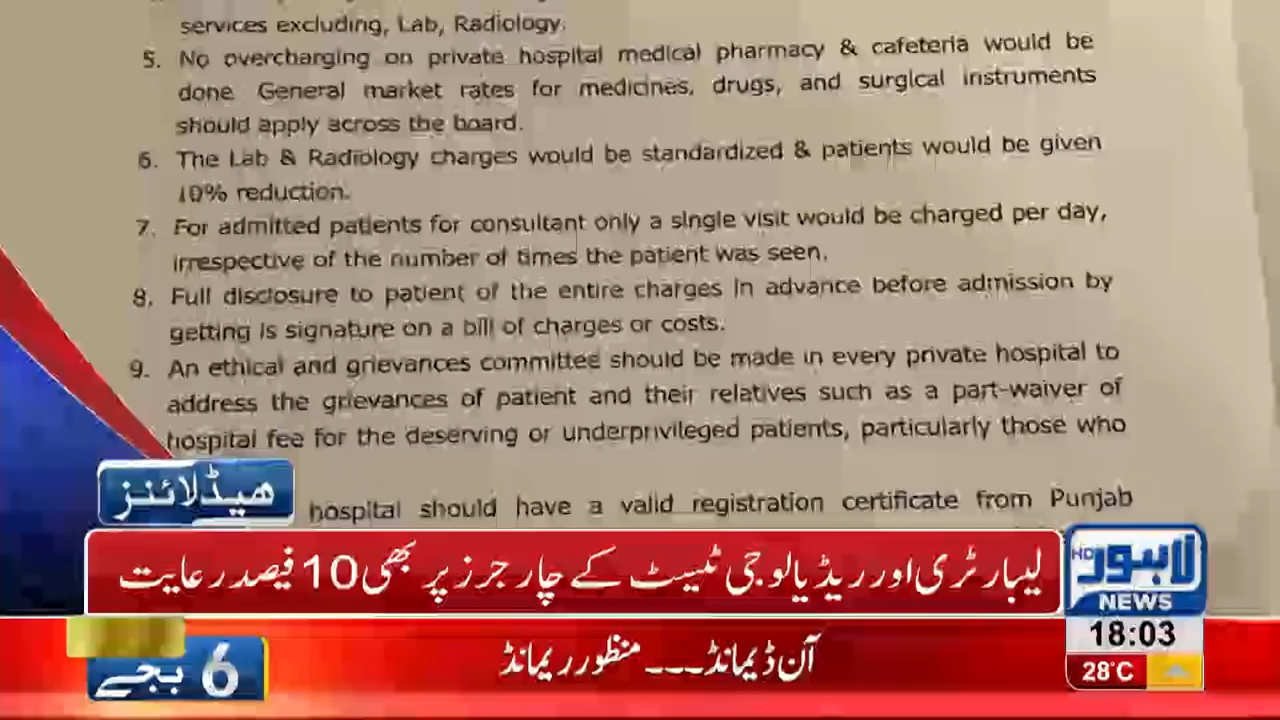 services excluding, Lab, Radiology.
5. No overcharging on private hospital medical pharmacy & cafeteria would be
done. General market rates for medicines, drugs, and surgical instruments
should apply across the board.
6. The Lab & Radiology charges would be standardized & patients would be given
10% reduction.
7. For admitted patients for consultant only a single visit would be charged per day,
irrespective of the number of times the patient was seen.
8. Full disclosure to patient of the entire charges in advance before admission by
getting is signature on a bill of charges or costs.
9. An ethical and grievances committee should be made in every private hospital to
address the grievances of patient and their relatives such as a part-waiver of
hospital fee for the deserving or underprivileged patients, particularly those who
hospital should have a valid registration certificate from Punjab
ھیڈلائنز
لیبارٹری اور ریڈیالوجی ٹیسٹ کے چارجرز پر بھی 10 فیصد رعایت
لاہور HD
NEWS
18:03
28°C
آن ڈیمانڈ۔۔۔ منظور ریمانڈ
6 بجے